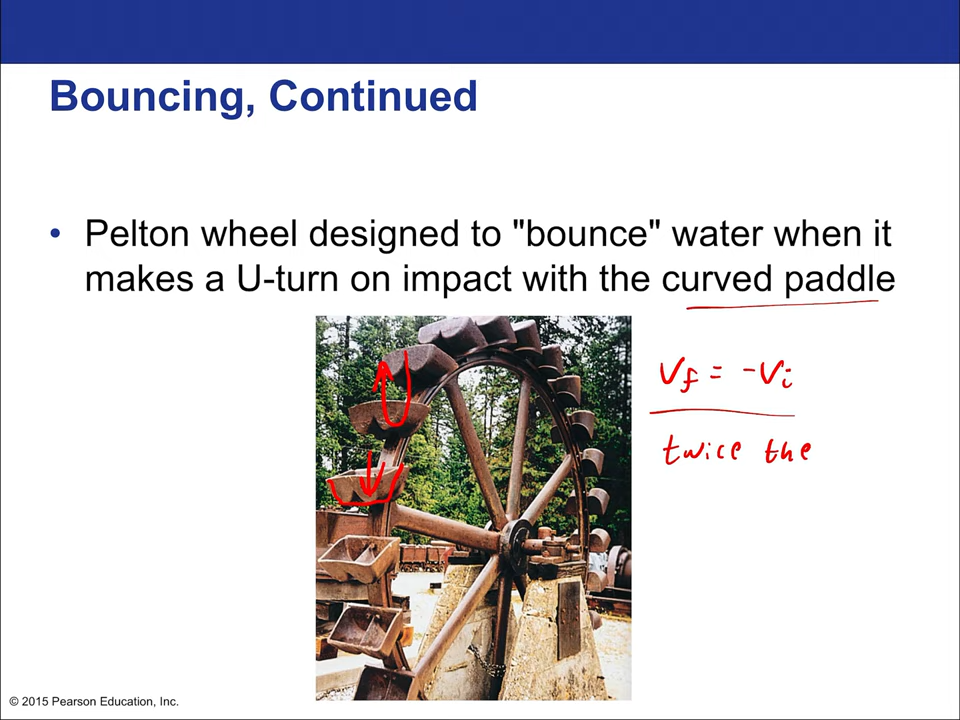 Bouncing, Continued
• Pelton wheel designed to "bounce" water when it
makes a U-turn on impact with the curved paddle
Vf = -Vi
twice the
© 2015 Pearson Education, Inc.